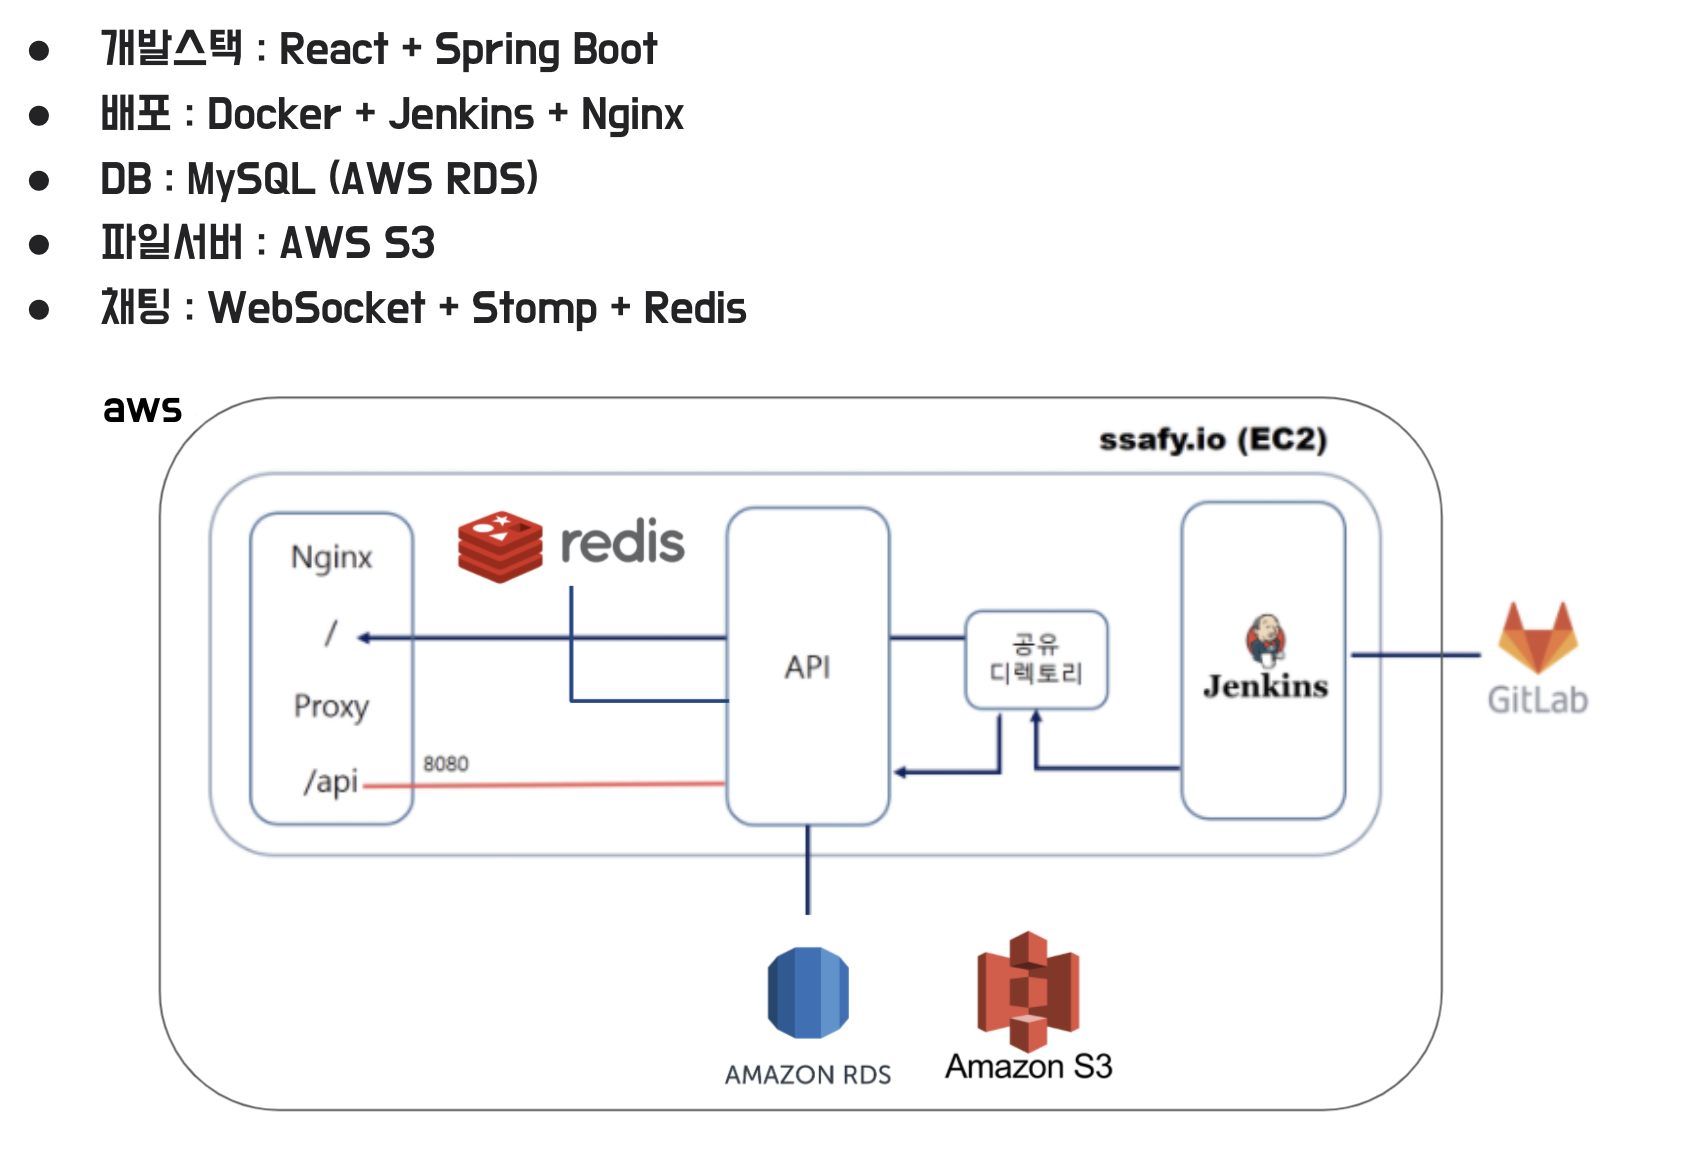 ● 개발스택 : React + Spring Boot
● 배포 : Docker + Jenkins + Nginx
● DB : MySQL (AWS RDS)
● 파일서버 : AWS S3
● 채팅 : WebSocket + Stomp + Redis
aws
ssafy.io (EC2)
Nginx
/
Proxy
/api
8080
redis
API
공유
디렉토리
Jenkins
GitLab
AMAZON RDS
Amazon S3